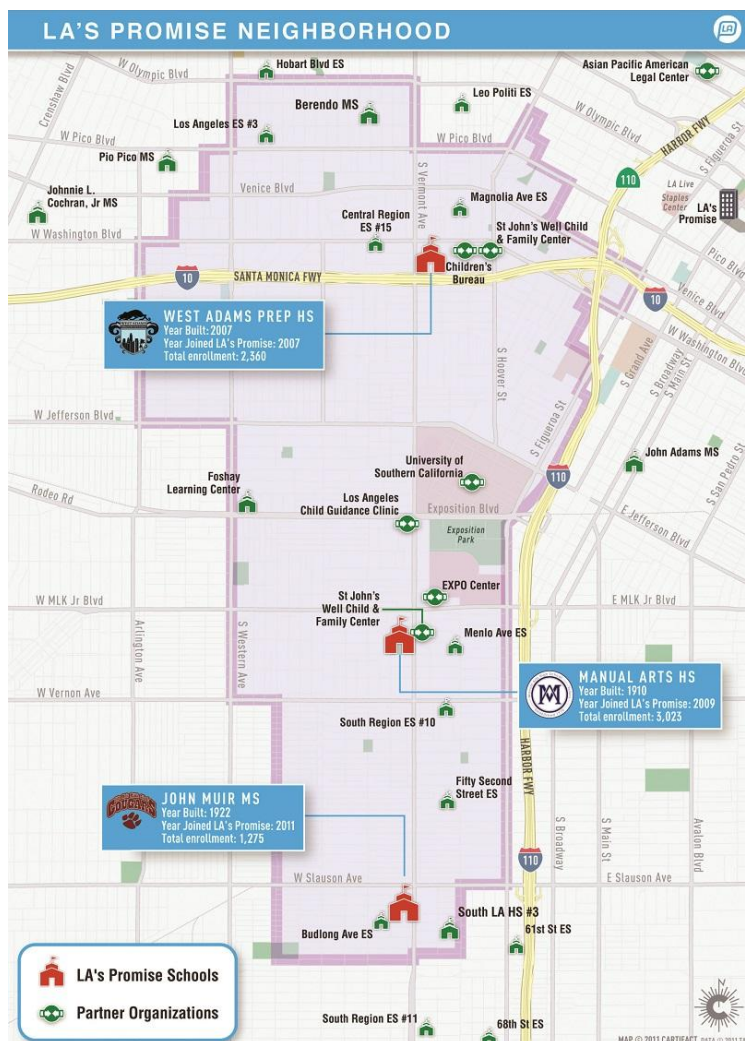 LA'S PROMISE NEIGHBORHOOD
LA
Hobart Blvd ES
W Olympic Blvd
Crenshaw Blvd
Asian Pacific American
Legal Center
Leo Politi ES
Berendo MS
W Olympic Blvd
HARBOR FWY
S Figueroa St
Los Angeles ES #3
W Pico Blvd
W Pico Blvd
Pio Pico MS
110
S Vermont Ave
LA Live
Staples
Center
LA's
Promise
Venice Blvd
Johnnie L.
Cochran, Jr MS
Magnolia Ave ES
Central Region
ES #15
St John's Well Child
& Family Center
W Washington Blvd
Pico Blvd
Children's
Bureau
10
SANTA MONICA FWY
10
Venice Blvd
W Washington Blvd
WEST ADAMS PREP HS
Year Built: 2007
Year Joined LA's Promise: 2007
Total enrollment: 2,360
S Hoover St
S Grand Ave
S Broadway
S Main St
W Jefferson Blvd
S Figueroa St
John Adams MS
S San Pedro St
University of
Southern California
110
Foshay
Learning Center
Rodeo Rd
Los Angeles
Child Guidance Clinic
Exposition Blvd
E Jefferson Blvd
Exposition
Park
EXPO Center
St John's
Well Child &
Family Center
W MLK Jr Blvd
E MLK Jr Blvd
Menlo Ave ES
Arlington Ave
S Western Ave
MA
MANUAL ARTS HS
Year Built: 1910
Year Joined LA's Promise: 2009
Total enrollment: 3,023
W Vernon Ave
South Region ES #10
HARBOR FWY
Fifty Second
Street ES
COUGARS
JOHN MUIR MS
Year Built: 1922
Year Joined LA's Promise: 2011
Total enrollment: 1,275
S Broadway
S Main St
Avalon Blvd
110
W Slauson Ave
E Slauson Ave
Budlong Ave ES
South LA HS #3
61st St ES
LA's Promise Schools
Partner Organizations
South Region ES #11
68th St ES
C
MAP © 2011 CARTIFACT